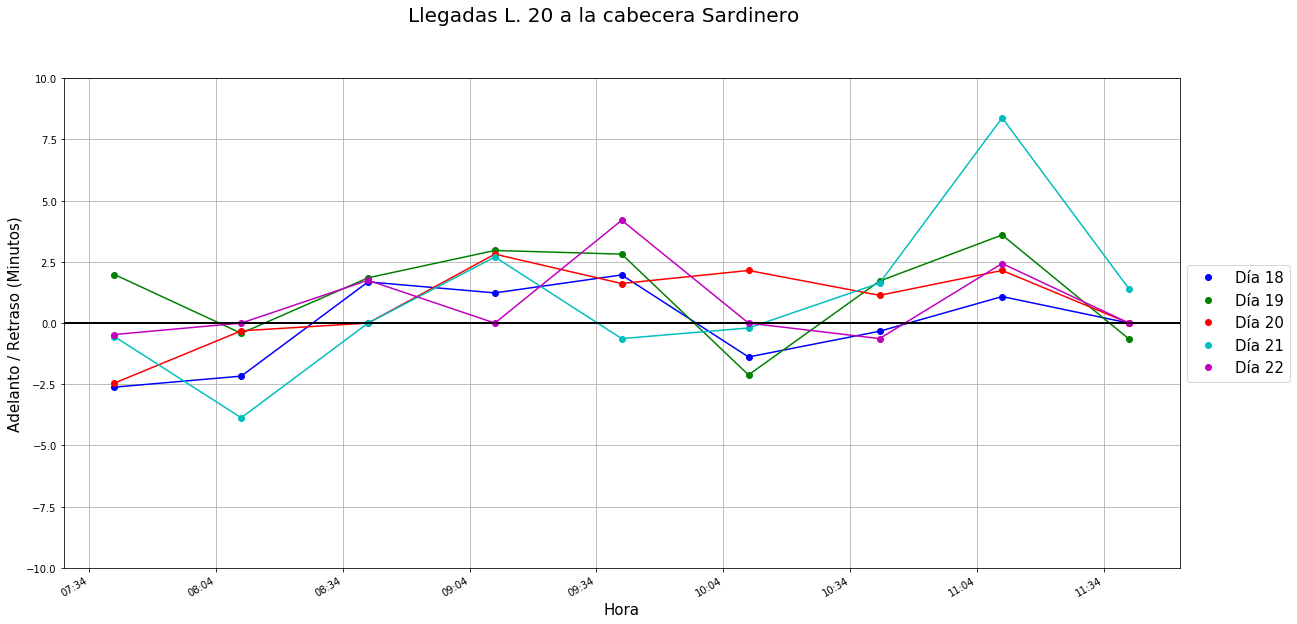 Llegadas L. 20 a la cabecera Sardinero
Adelanto / Retraso (Minutos)
10.0
7.5
5.0
2.5
0.0
−2.5
−5.0
−7.5
−10.0
07:34
08:04
08:34
09:04
09:34
10:04
10:34
11:04
11:34
Hora
Día 18
Día 19
Día 20
Día 21
Día 22